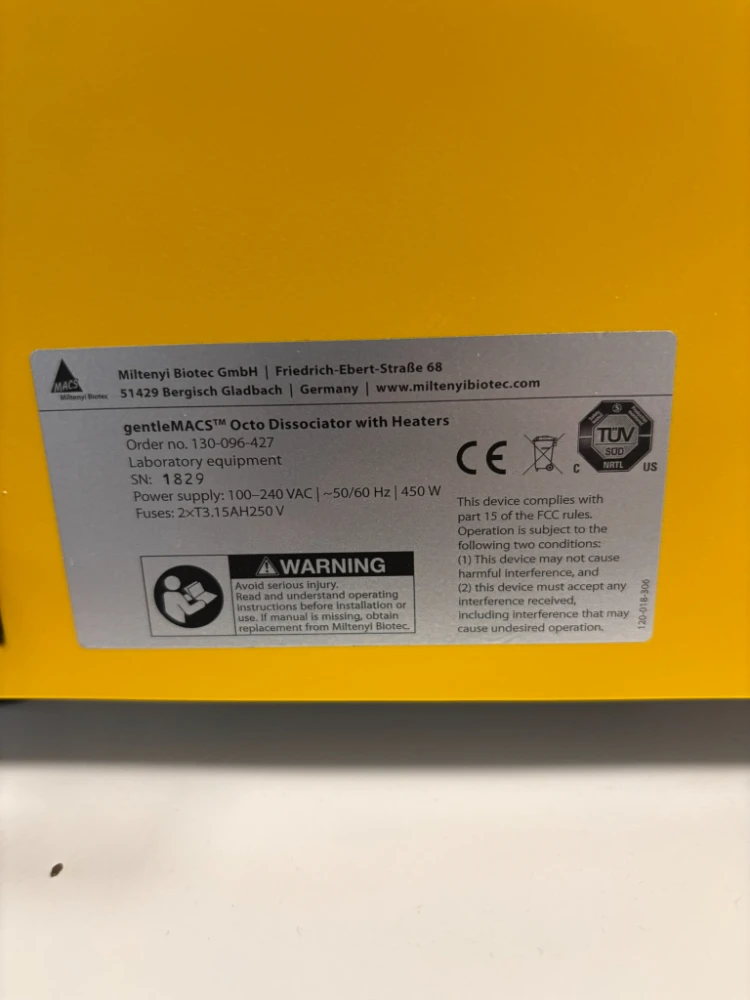 MACS
Miltenyi Biotec
Miltenyi Biotec GmbH | Friedrich-Ebert-Straße 68
51429 Bergisch Gladbach | Germany | www.miltenyibiotec.com
gentleMACS™ Octo Dissociator with Heaters
Order no. 130-096-427
Laboratory equipment
SN: 1829
Power supply: 100–240 VAC | ~50/60 Hz | 450 W
Fuses: 2xT3.15AH250 V
WARNING
Avoid serious injury.
Read and understand operating
instructions before installation or
use. If manual is missing, obtain
replacement from Miltenyi Biotec.
CE
TÜV
SÜD
NRTL
C US
This device complies with
part 15 of the FCC rules.
Operation is subject to the
following two conditions:
(1) This device may not cause
harmful interference, and
(2) this device must accept any
interference received,
including interference that may
cause undesired operation.
120-018-306